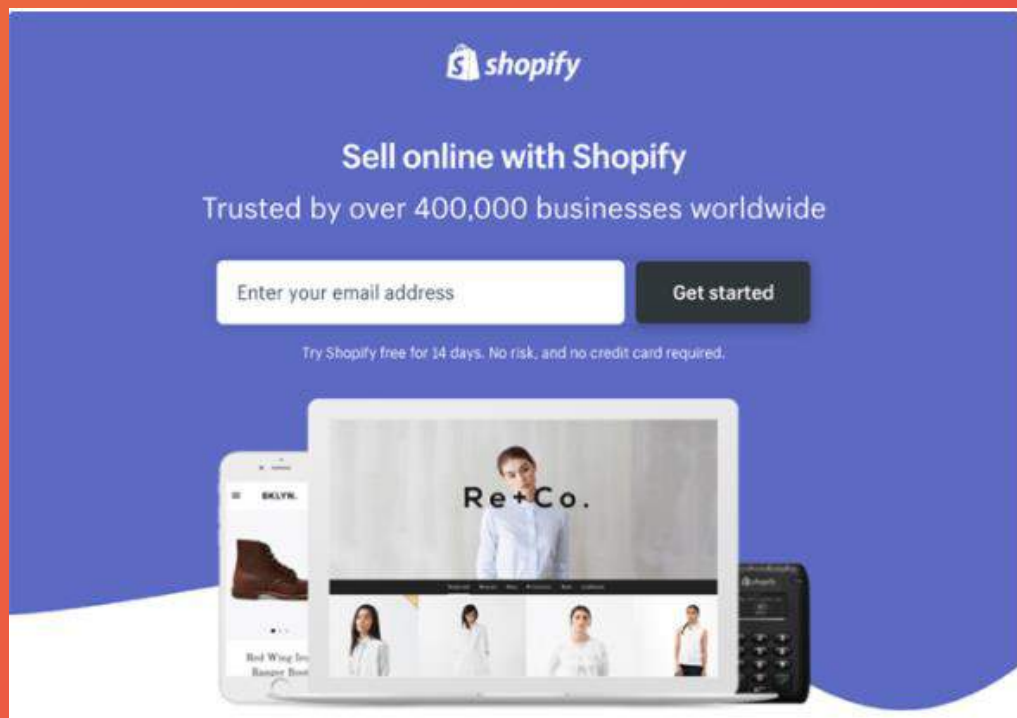 shopify
Sell online with Shopify
Trusted by over 400,000 businesses worldwide
Enter your email address
Get started
Try Shopify free for 14 days. No risk, and no credit card required.
Re+Co.
BKLYN.
shopify
Red Wing Iro
Ranger Boot